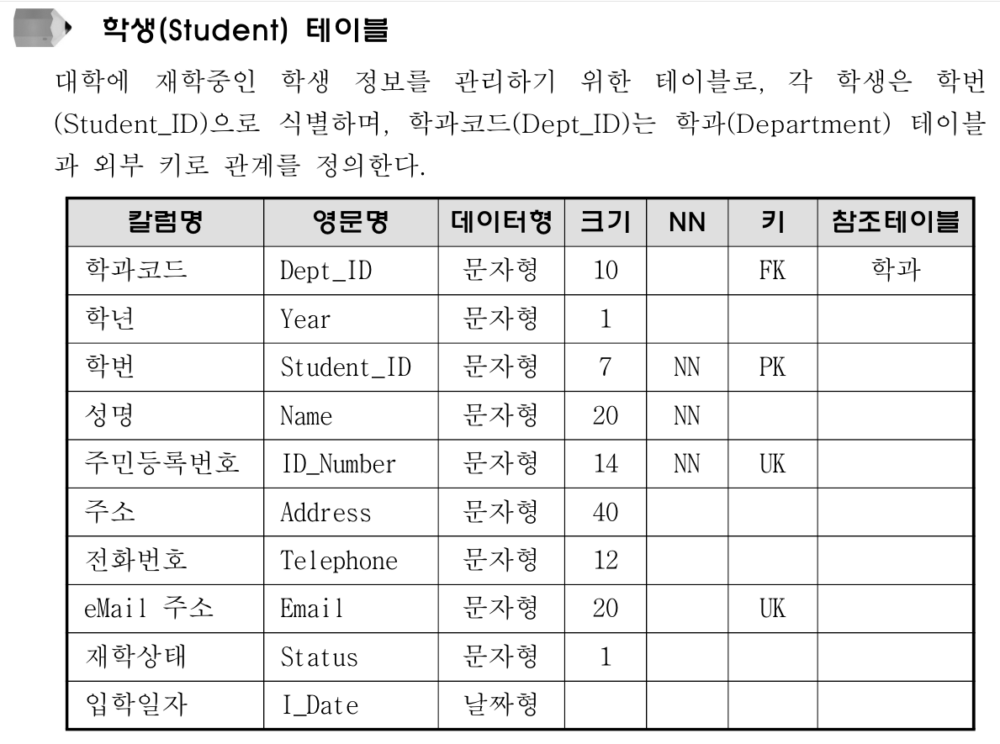 학생(Student) 테이블
대학에 재학중인 학생 정보를 관리하기 위한 테이블로, 각 학생은 학번
(Student_ID)으로 식별하며, 학과코드(Dept_ID)는 학과(Department) 테이블
과 외부 키로 관계를 정의한다.
칼럼명 영문명 데이터형 크기 NN 키 참조테이블
학과코드 Dept_ID 문자형 10 FK 학과
학년 Year 문자형 1
학번 Student_ID 문자형 7 NN PK
성명 Name 문자형 20 NN
주민등록번호 ID_Number 문자형 14 NN UK
주소 Address 문자형 40
전화번호 Telephone 문자형 12
eMail 주소 Email 문자형 20 UK
재학상태 Status 문자형 1
입학일자 I_Date 날짜형